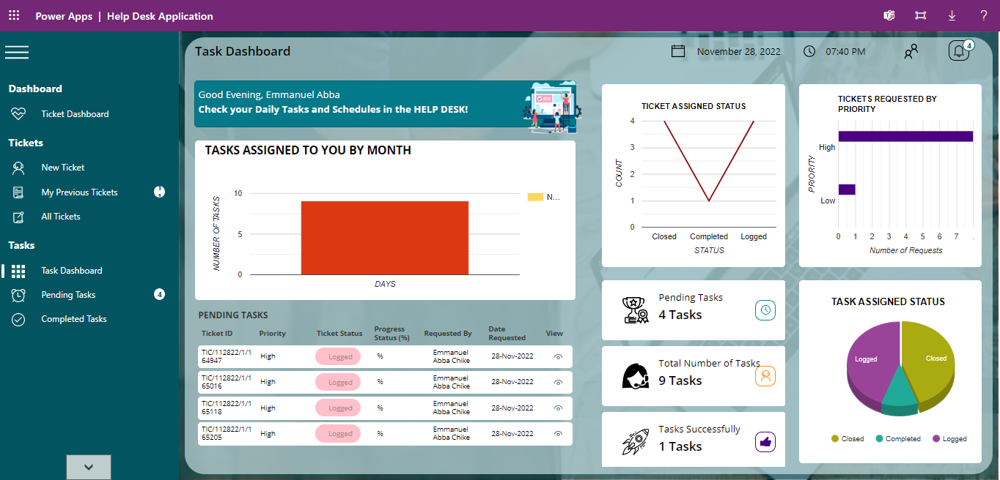 Power Apps | Help Desk Application
Dashboard
Ticket Dashboard
Tickets
New Ticket
My Previous Tickets
All Tickets
Tasks
Task Dashboard
Pending Tasks
4
Completed Tasks
Task Dashboard
November 28, 2022
07:40 PM
4
Good Evening, Emmanuel Abba
Check your Daily Tasks and Schedules in the HELP DESK!
TASKS ASSIGNED TO YOU BY MONTH
NUMBER OF TASKS
10
5
0
DAYS
N...
PENDING TASKS
Ticket ID Priority Ticket Status Progress Status (%) Requested By Date Requested View
TIC/112822/1/1 High Logged % Emmanuel 28-Nov-2022
64947 Abba Chike
TIC/112822/1/1 High Logged % Emmanuel 28-Nov-2022
65016 Abba Chike
TIC/112822/1/1 High Logged % Emmanuel 28-Nov-2022
65118 Abba Chike
TIC/112822/1/1 High Logged % Emmanuel 28-Nov-2022
65205 Abba Chike
TICKET ASSIGNED STATUS
COUNT
4
3
2
1
0
Closed Completed Logged
STATUS
TICKETS REQUESTED BY
PRIORITY
PRIORITY
High
Low
0 1 2 3 4 5 6 7 .
Number of Requests
Pending Tasks
4 Tasks
Total Number of Tasks
9 Tasks
Tasks Successfully
1 Tasks
TASK ASSIGNED STATUS
Logged
Closed
Closed Completed Logged